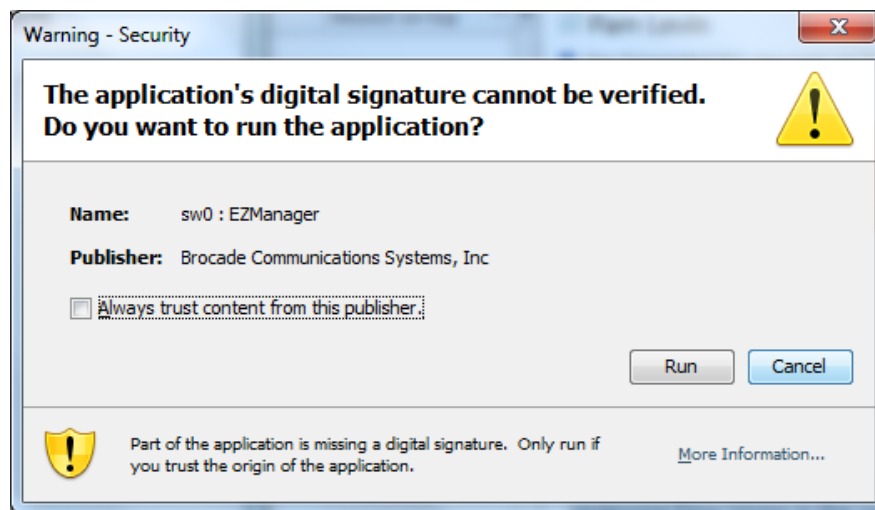 Warning - Security
The application's digital signature cannot be verified.
Do you want to run the application?
Name: sw0 : EZManager
Publisher: Brocade Communications Systems, Inc
Always trust content from this publisher.
Run Cancel
Part of the application is missing a digital signature. Only run if
you trust the origin of the application.
More Information...